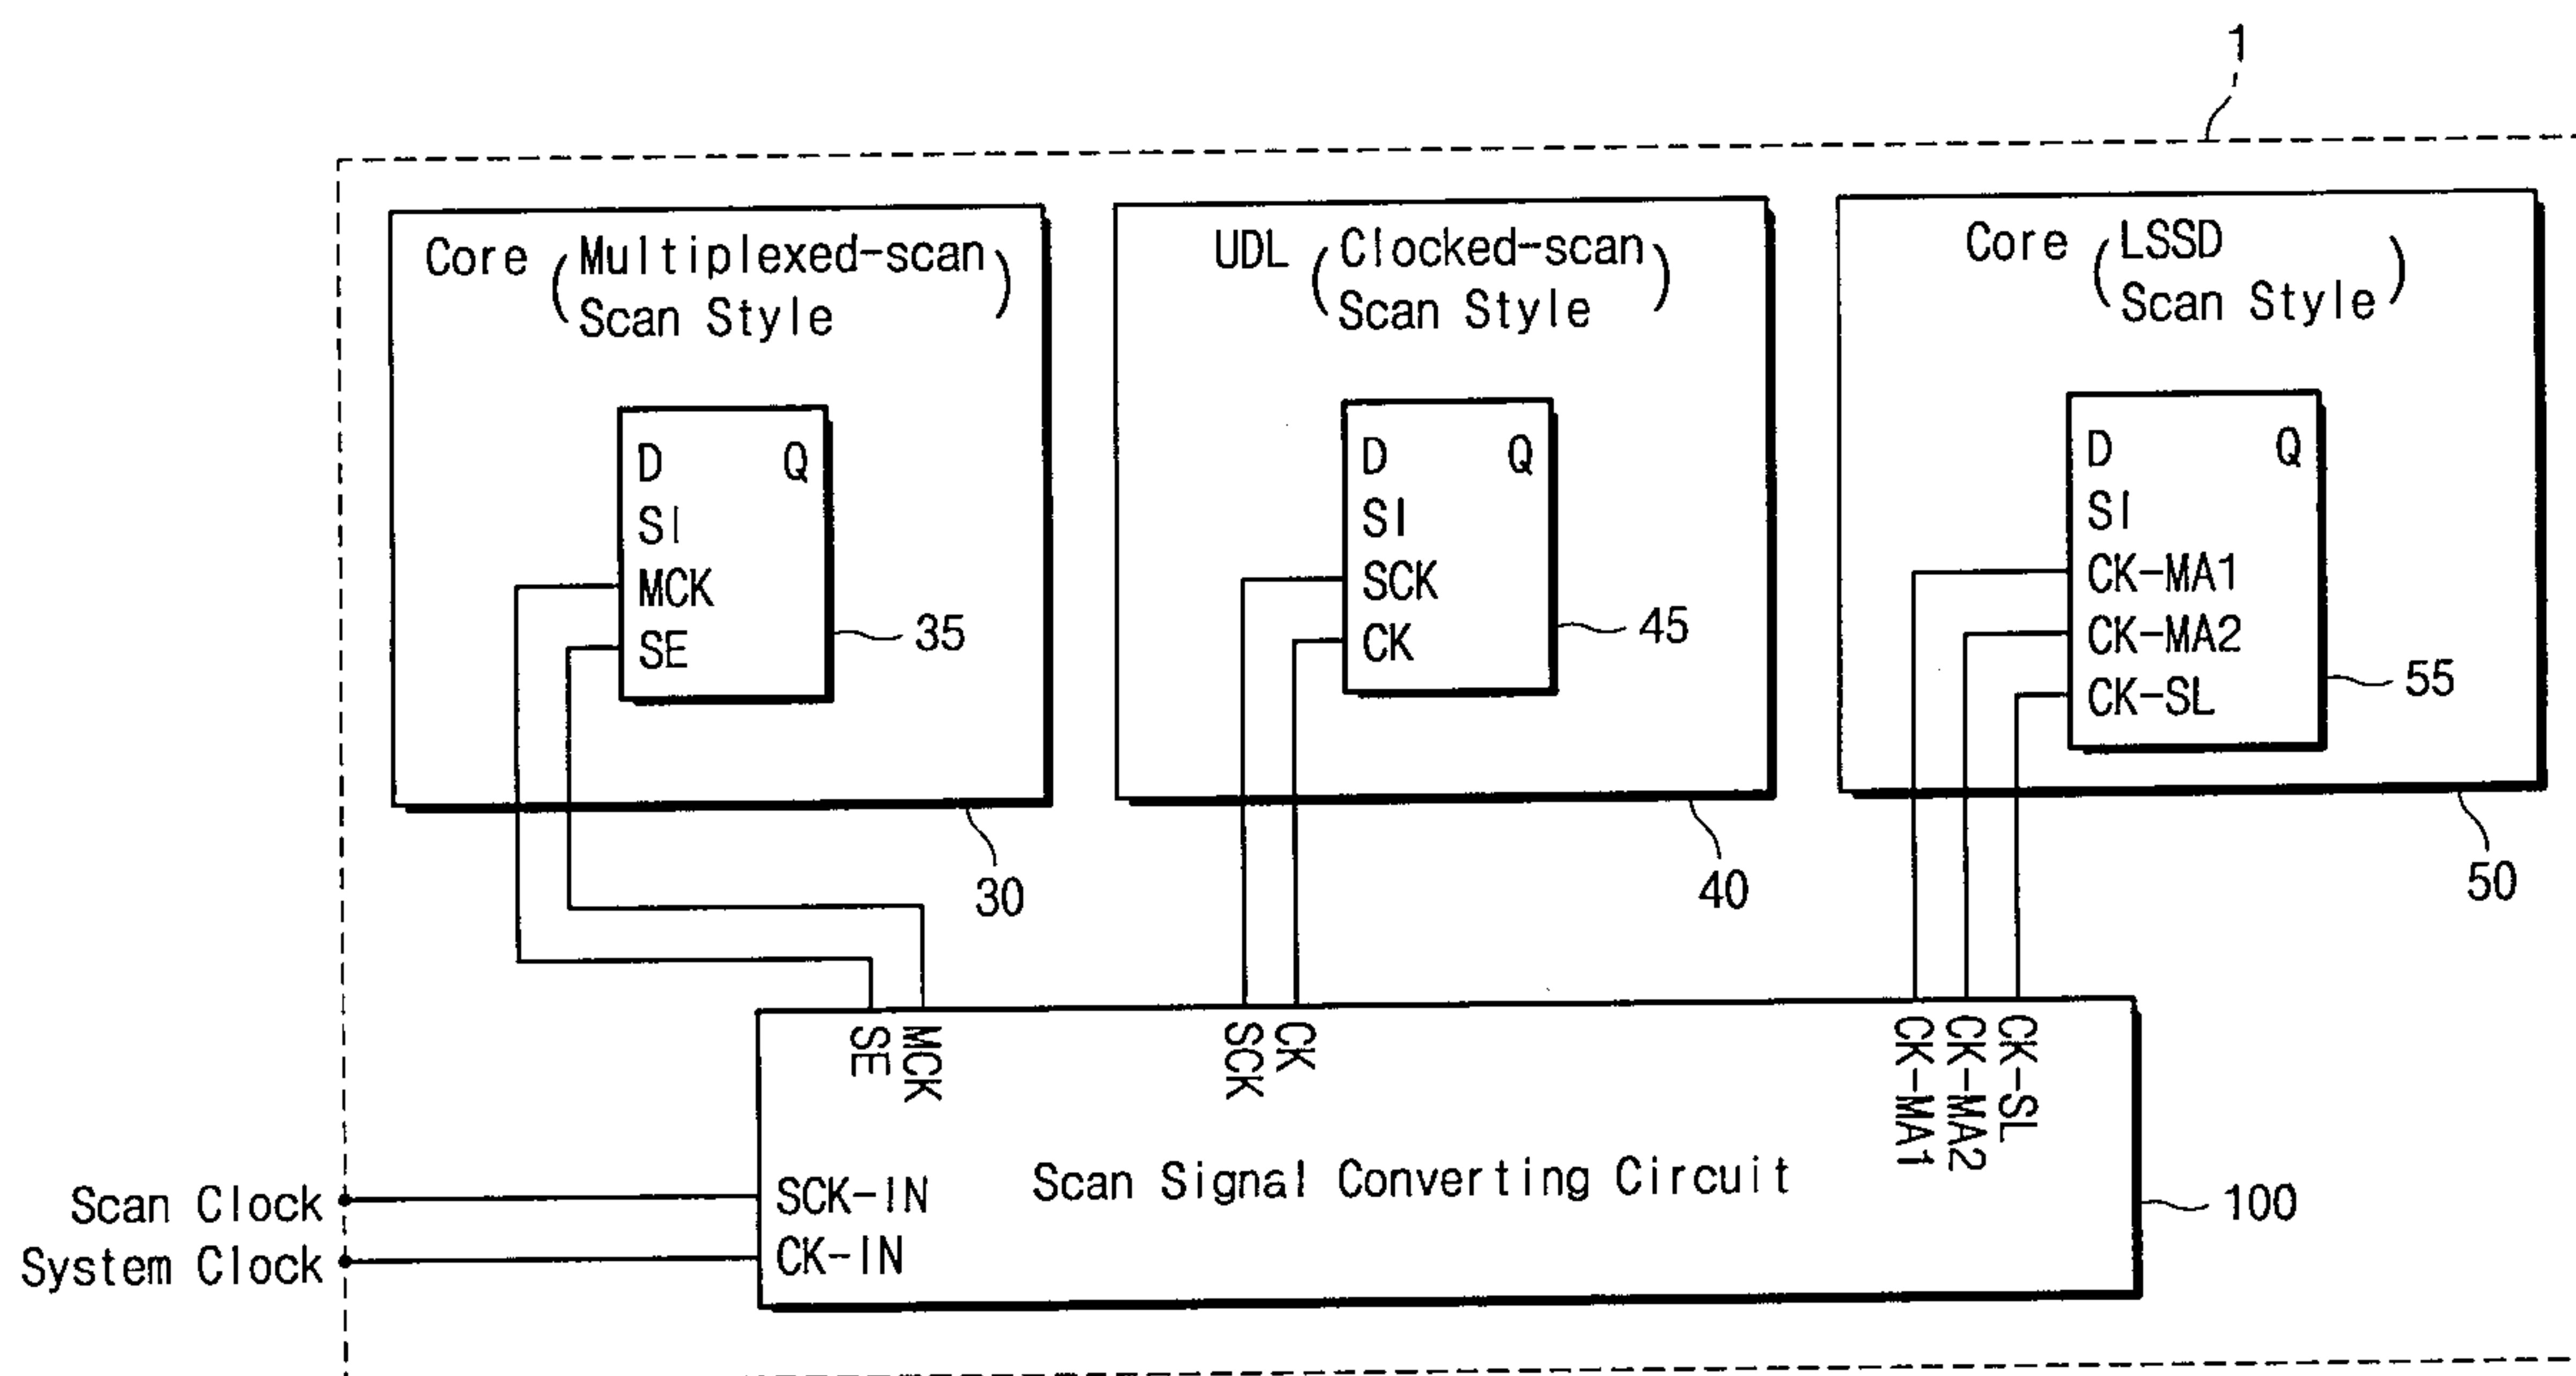 1
Core (Multiplexed-scan
Scan Style)
UDL (Clocked-scan
Scan Style)
Core (LSSD
Scan Style)
D Q
SI
MCK
SE
35
D Q
SI
SCK
CK
45
D Q
SI
CK-MA1
CK-MA2
CK-SL
55
30
40
50
SE
MCK
SCK
CK
CK-MA1
CK-MA2
CK-SL
Scan Clock
System Clock
SCK-IN
CK-IN
Scan Signal Converting Circuit
100